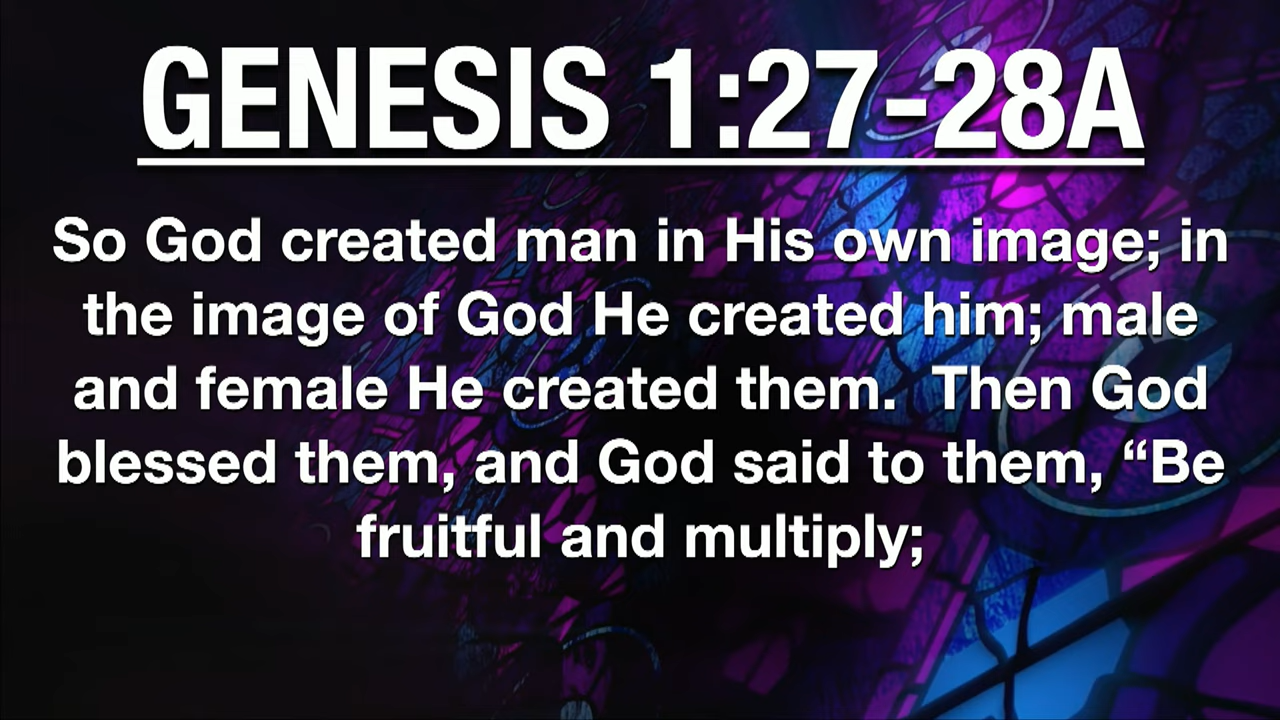 GENESIS 1:27-28A
So God created man in His own image; in
the image of God He created him; male
and female He created them.  Then God
blessed them, and God said to them, “Be
fruitful and multiply;